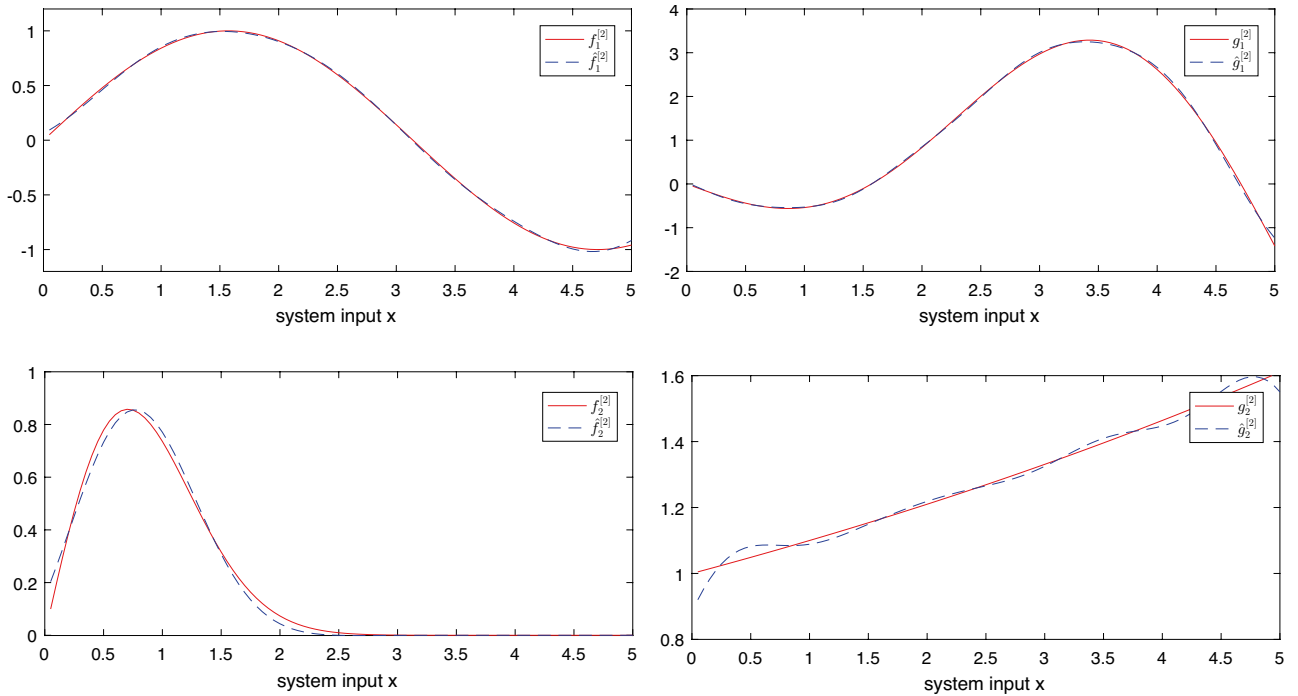 1
0.5
0
-0.5
-1
f_1^{[2]}
\hat{f}_1^{[2]}
0 0.5 1 1.5 2 2.5 3 3.5 4 4.5 5
system input x
4
3
2
1
0
-1
-2
g_1^{[2]}
\hat{g}_1^{[2]}
0 0.5 1 1.5 2 2.5 3 3.5 4 4.5 5
system input x
1
0.8
0.6
0.4
0.2
0
f_2^{[2]}
\hat{f}_2^{[2]}
0 0.5 1 1.5 2 2.5 3 3.5 4 4.5 5
system input x
1.6
1.4
1.2
1
0.8
g_2^{[2]}
\hat{g}_2^{[2]}
0 0.5 1 1.5 2 2.5 3 3.5 4 4.5 5
system input x